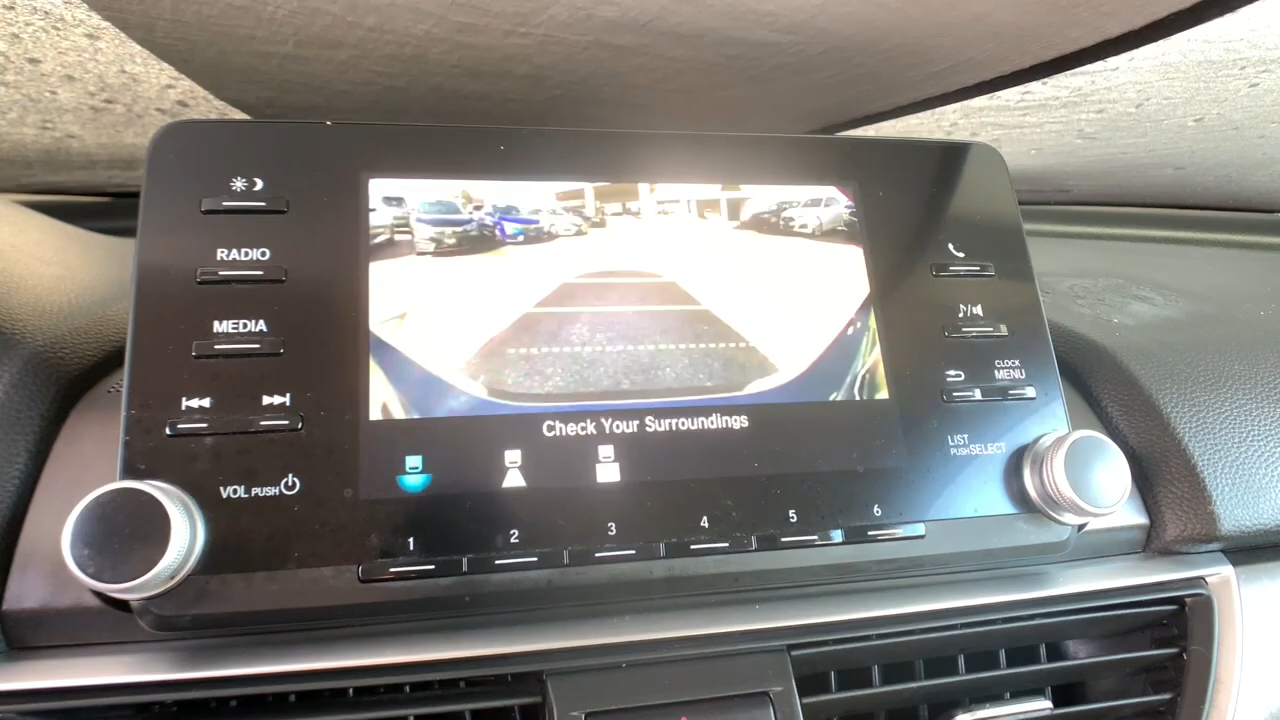 RADIO
MEDIA
VOL PUSH
Check Your Surroundings
1 2 3 4 5 6
CLOCK
MENU
LIST
PUSH SELECT